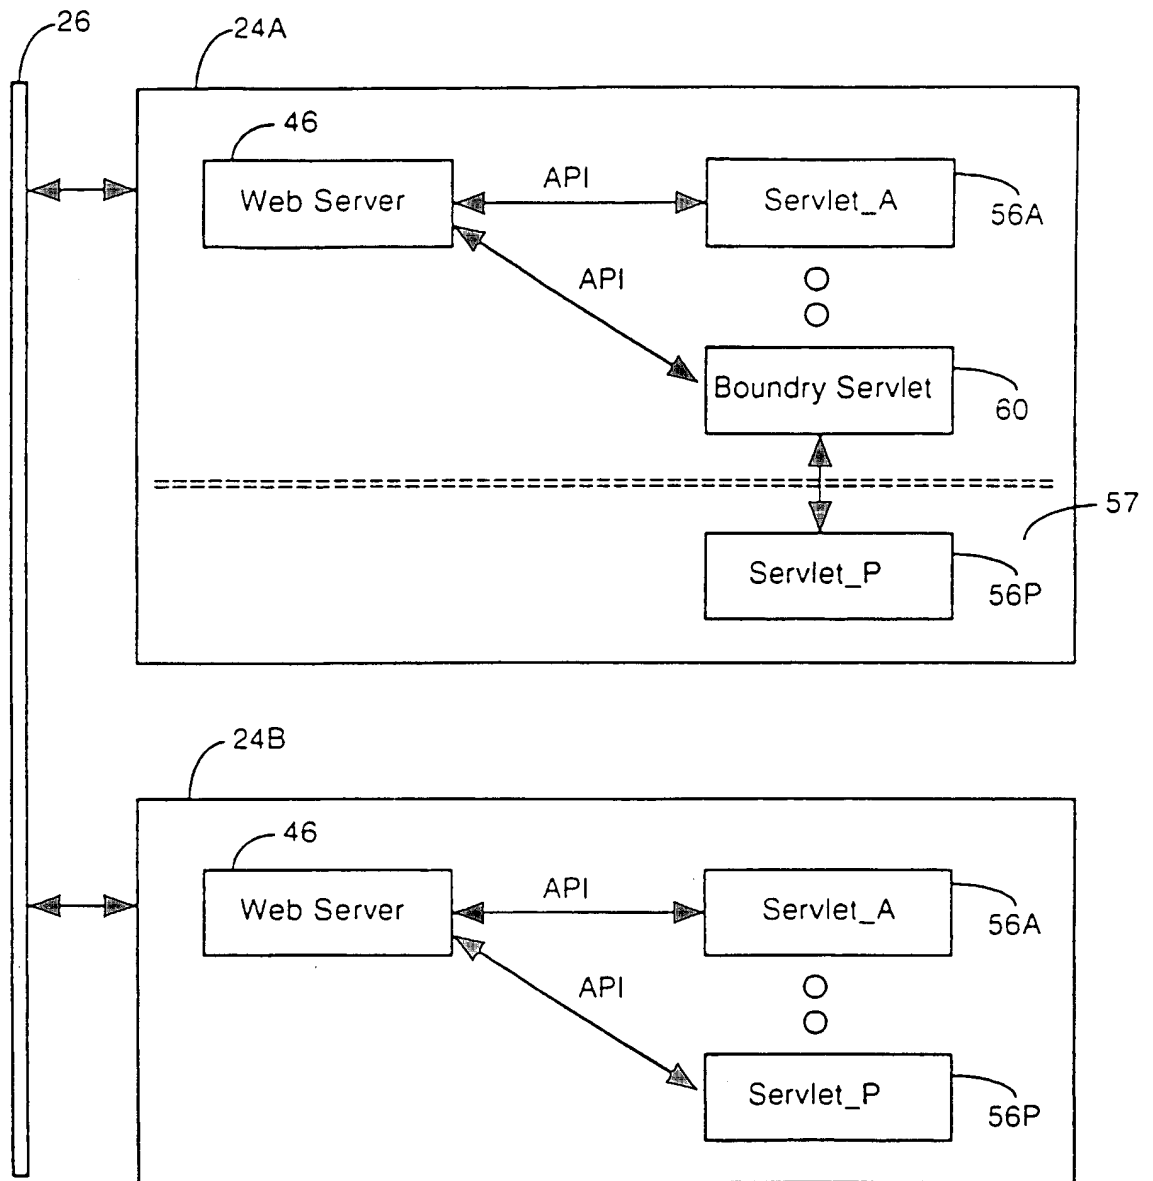 26
24A
46
Web Server
API
Servlet_A
56A
API
Boundry Servlet
60
57
Servlet_P
56P
24B
46
Web Server
API
Servlet_A
56A
API
Servlet_P
56P